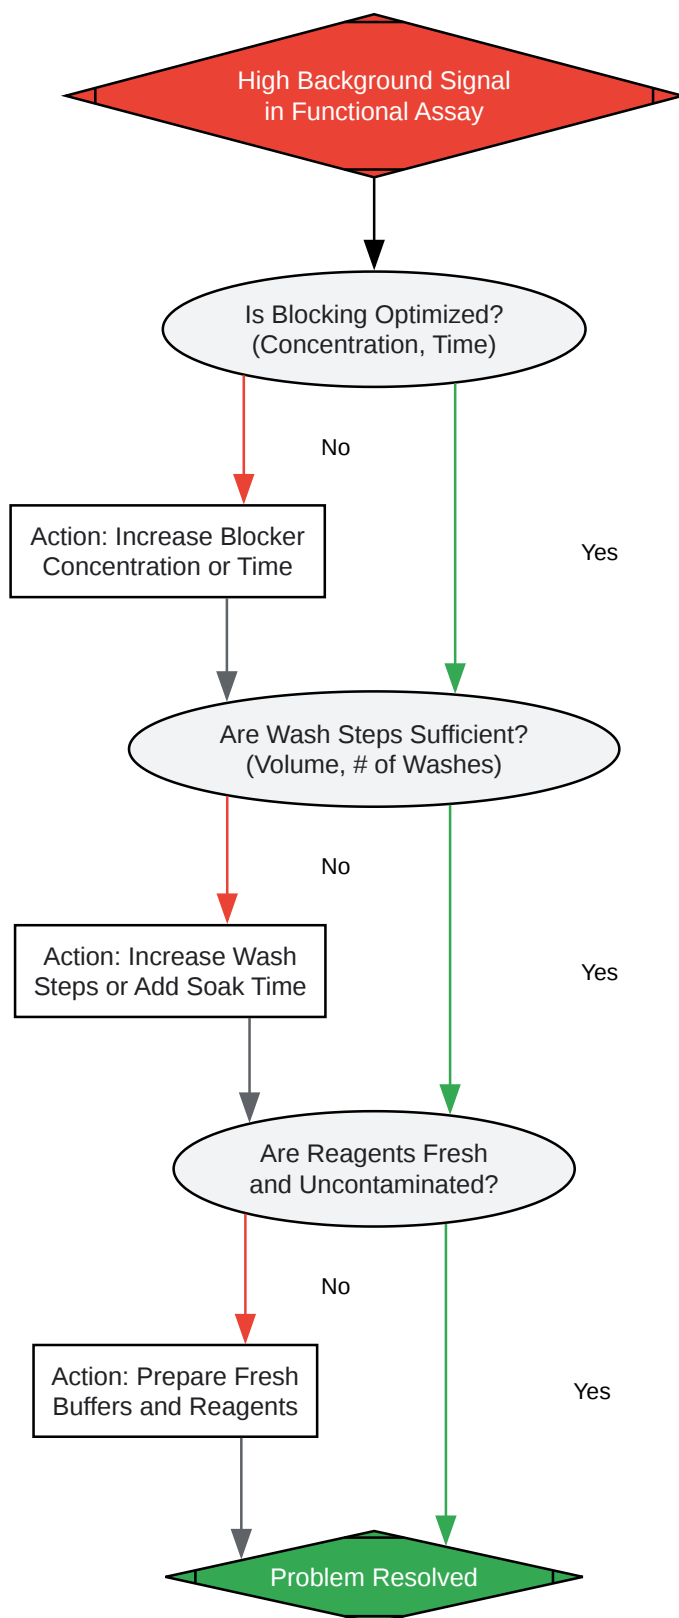 High Background Signal
in Functional Assay
Is Blocking Optimized?
(Concentration, Time)
No
Action: Increase Blocker
Concentration or Time
Yes
Are Wash Steps Sufficient?
(Volume, # of Washes)
No
Action: Increase Wash
Steps or Add Soak Time
Yes
Are Reagents Fresh
and Uncontaminated?
No
Action: Prepare Fresh
Buffers and Reagents
Yes
Problem Resolved